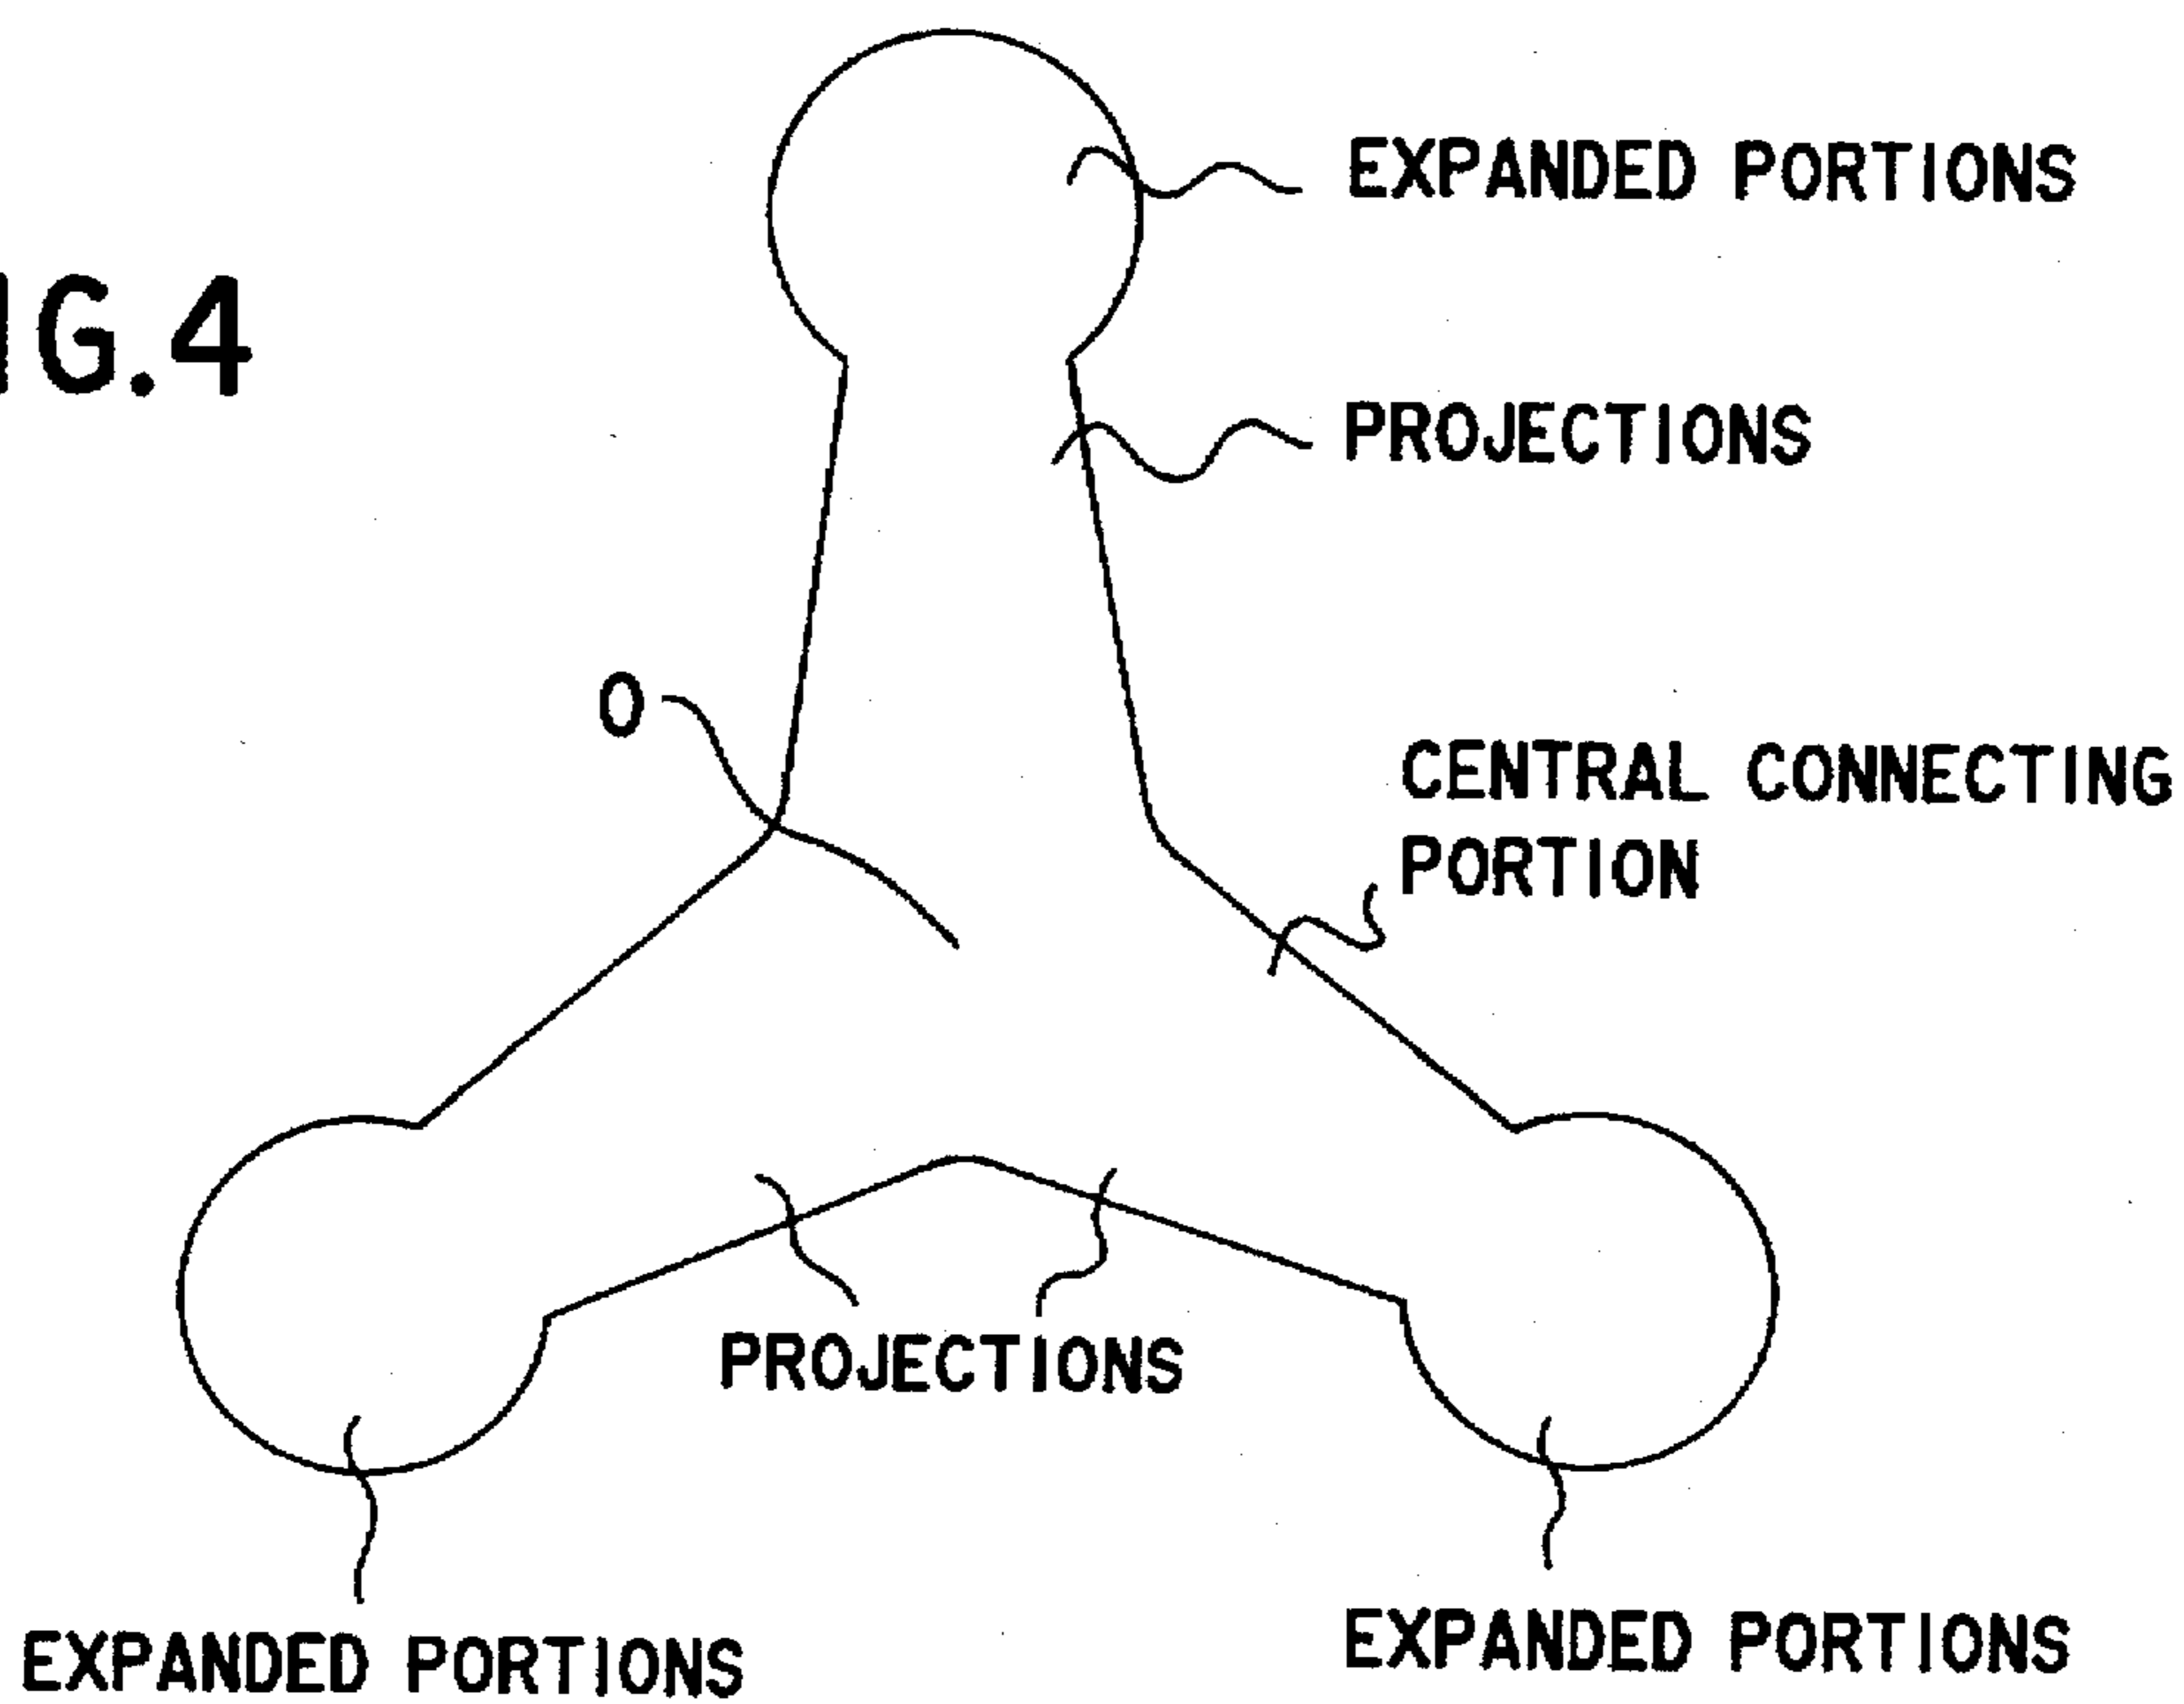 EXPANDED PORTIONS
IG.4
PROJECTIONS
O
CENTRAL CONNECTING
PORTION
PROJECTIONS
EXPANDED PORTIONS
EXPANDED PORTIONS